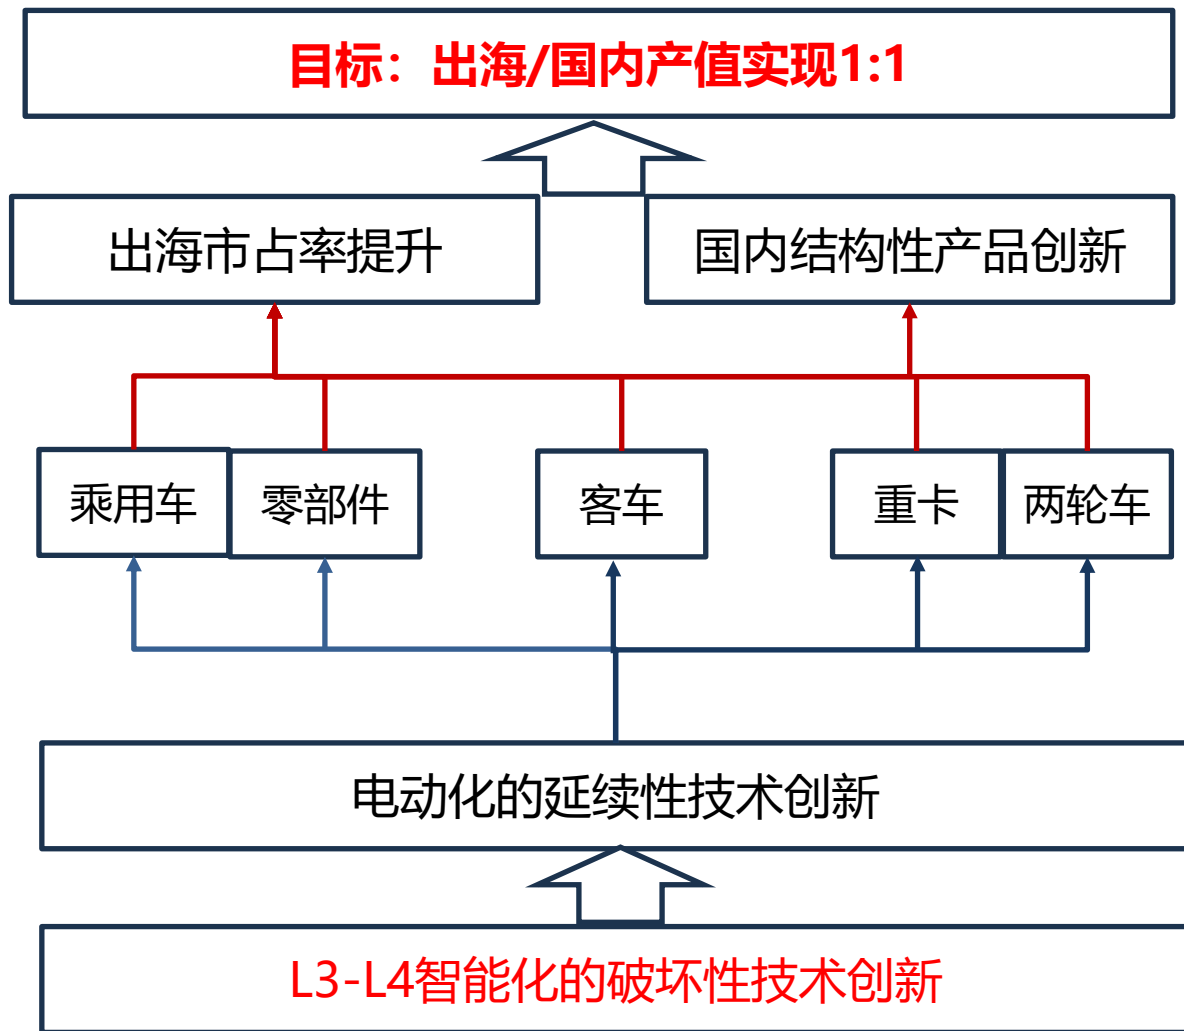 目标：出海/国内产值实现1:1
出海市占率提升
国内结构性产品创新
乘用车
零部件
客车
重卡
两轮车
电动化的延续性技术创新
L3-L4智能化的破坏性技术创新